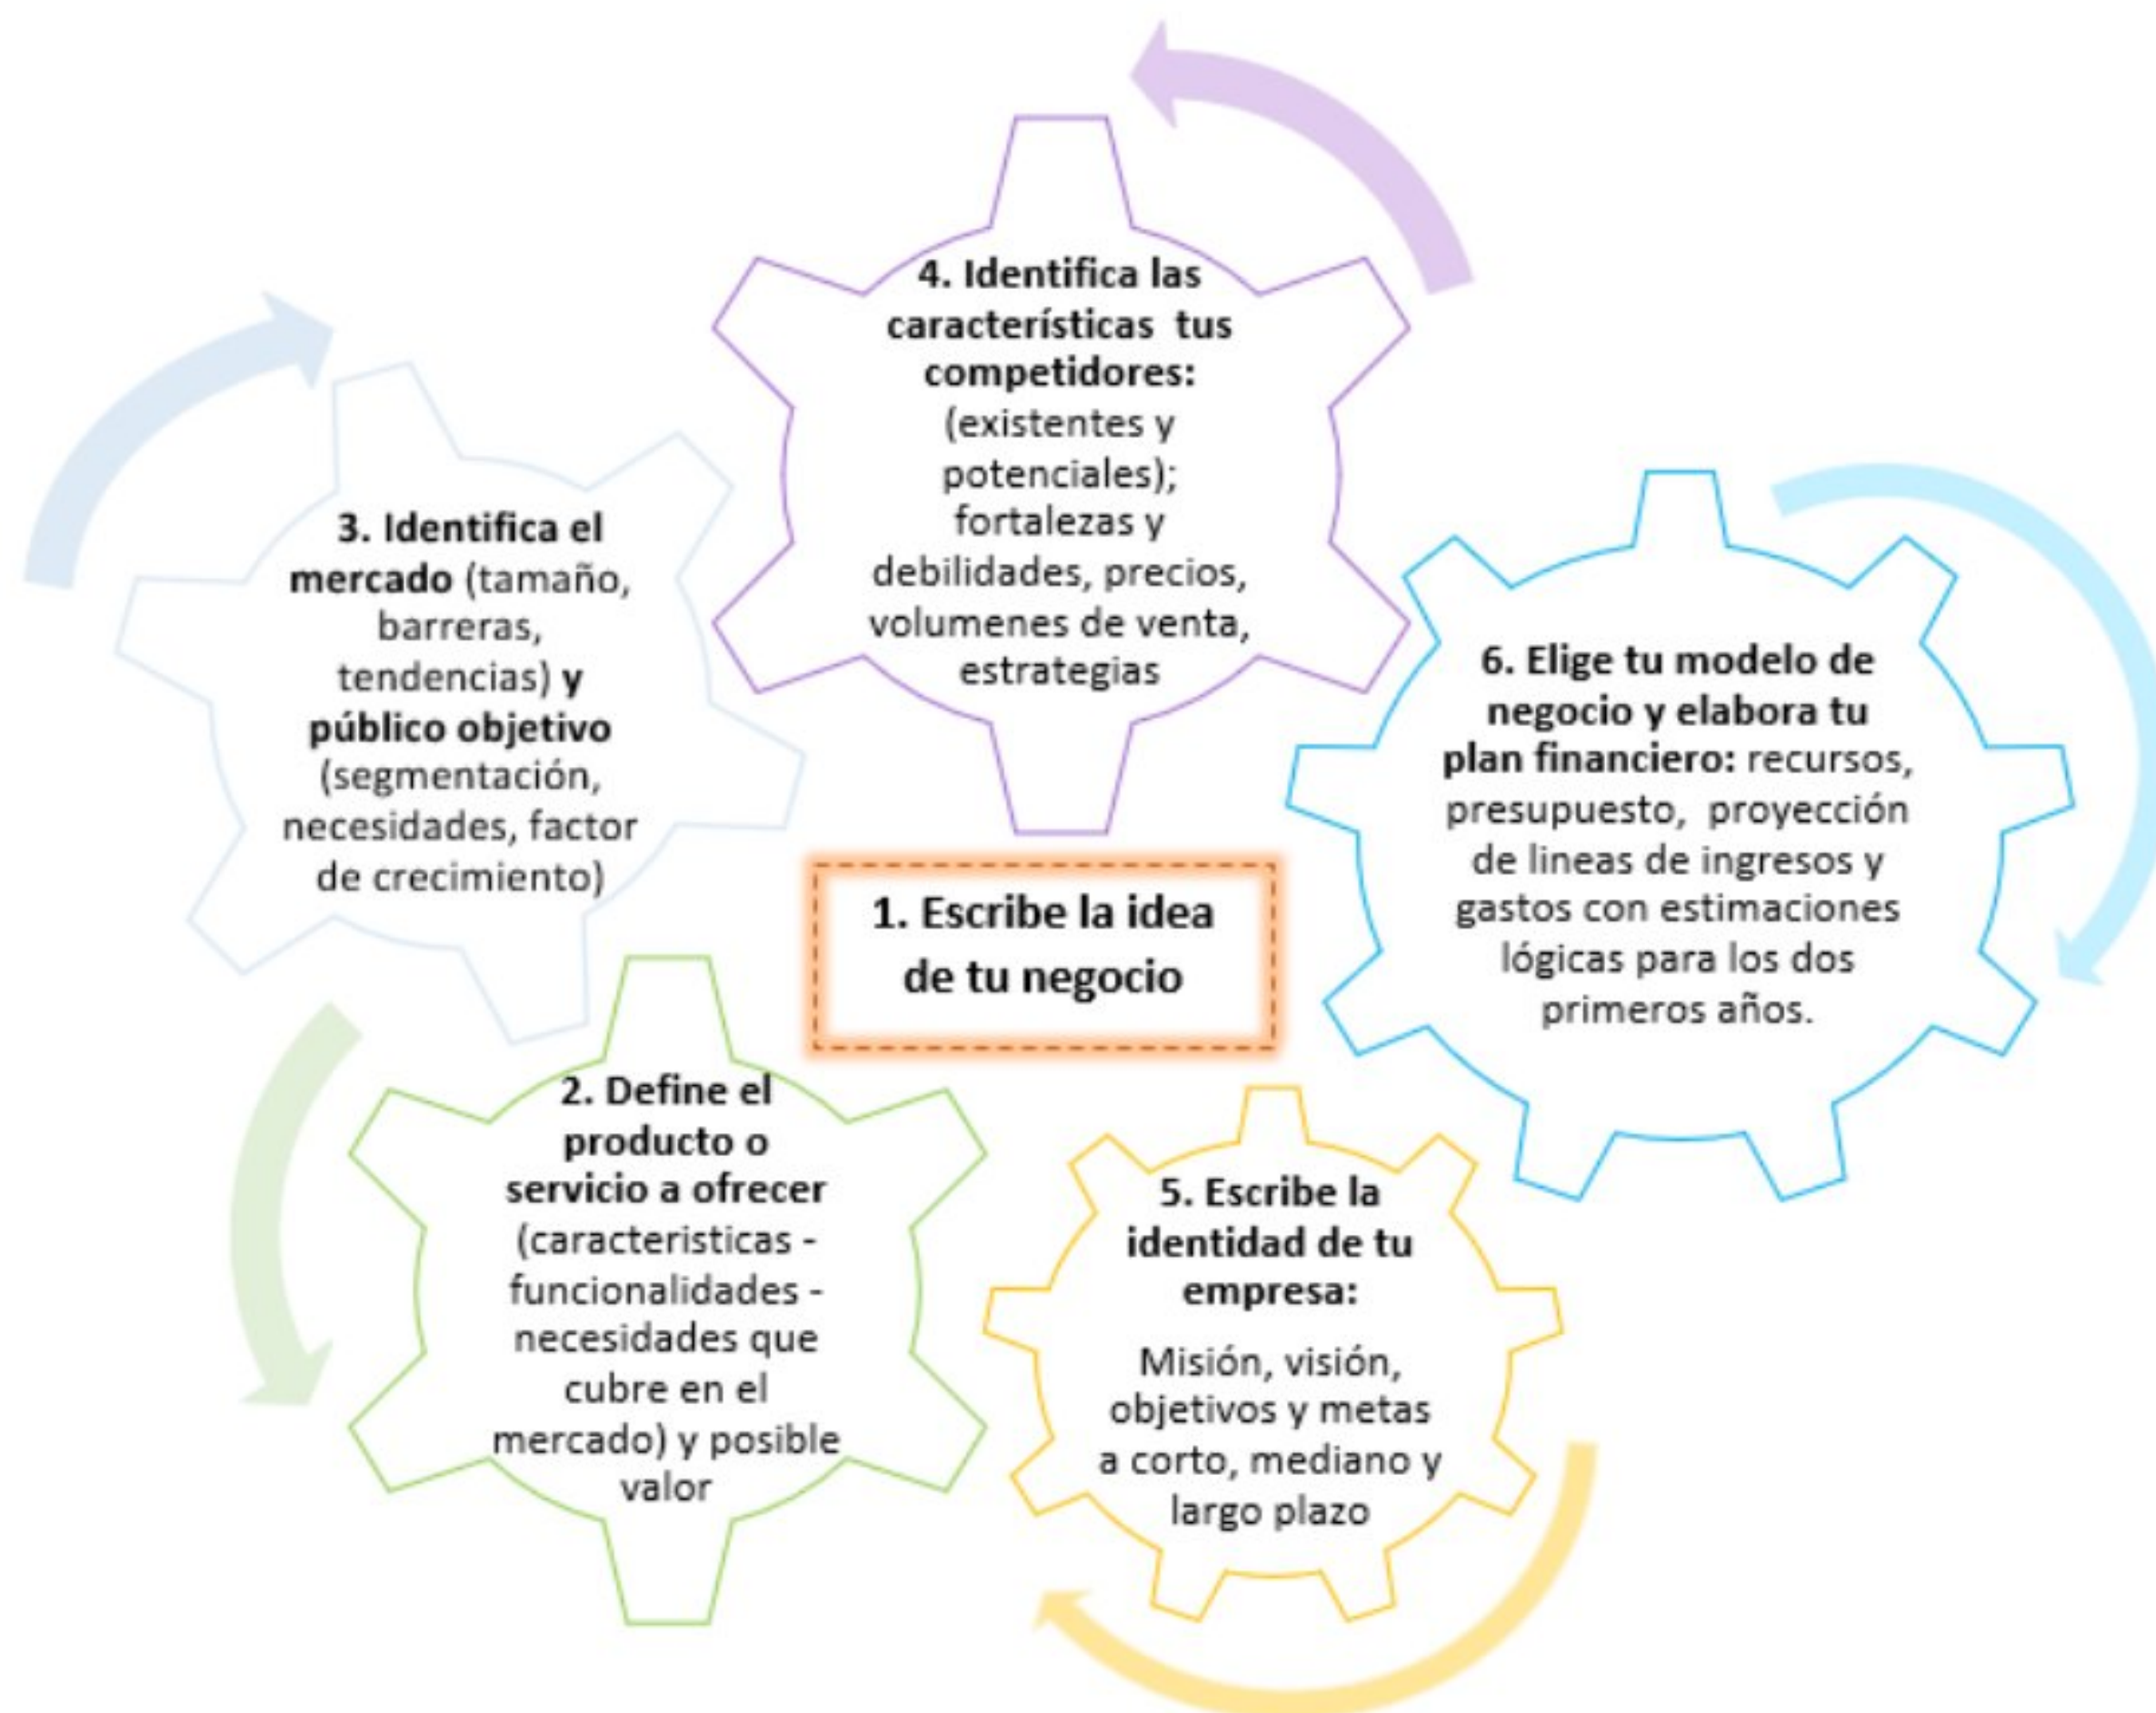 4. Identifica las
características  tus
competidores:
(existentes y
potenciales);
fortalezas y
debilidades, precios,
volumenes de venta,
estrategias
3. Identifica el
mercado (tamaño,
barreras,
tendencias) y
público objetivo
(segmentación,
necesidades, factor
de crecimiento)
6. Elige tu modelo de
negocio y elabora tu
plan financiero: recursos,
presupuesto,  proyección
de lineas de ingresos y
gastos con estimaciones
lógicas para los dos
primeros años.
1. Escribe la idea
de tu negocio
2. Define el
producto o
servicio a ofrecer
(caracteristicas -
funcionalidades -
necesidades que
cubre en el
mercado) y posible
valor
5. Escribe la
identidad de tu
empresa:
Misión, visión,
objetivos y metas
a corto, mediano y
largo plazo